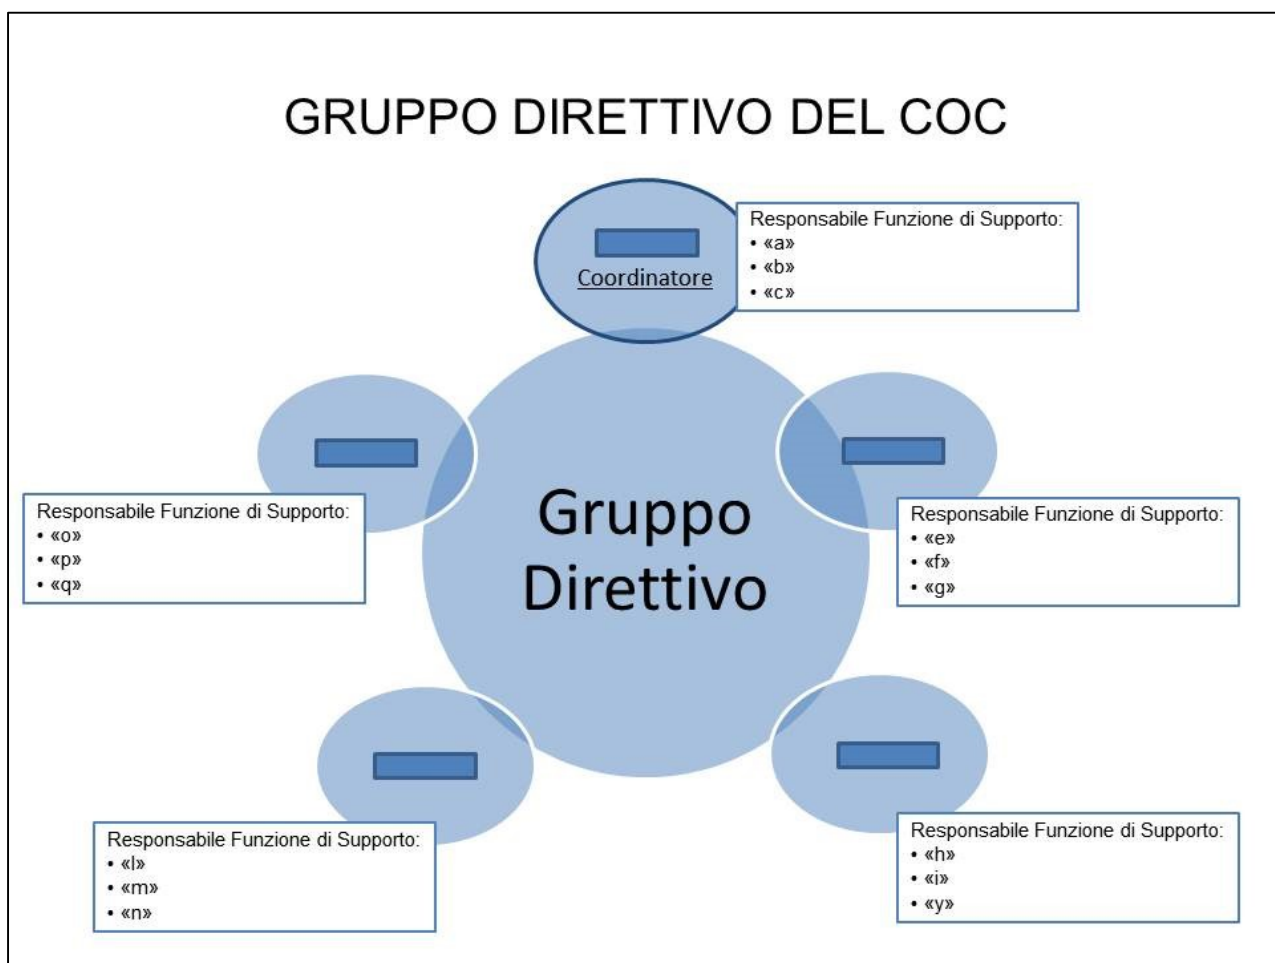 GRUPPO DIRETTIVO DEL COC
Coordinatore
Responsabile Funzione di Supporto:
• «a»
• «b»
• «c»
Gruppo
Direttivo
Responsabile Funzione di Supporto:
• «o»
• «p»
• «q»
Responsabile Funzione di Supporto:
• «e»
• «f»
• «g»
Responsabile Funzione di Supporto:
• «l»
• «m»
• «n»
Responsabile Funzione di Supporto:
• «h»
• «i»
• «y»